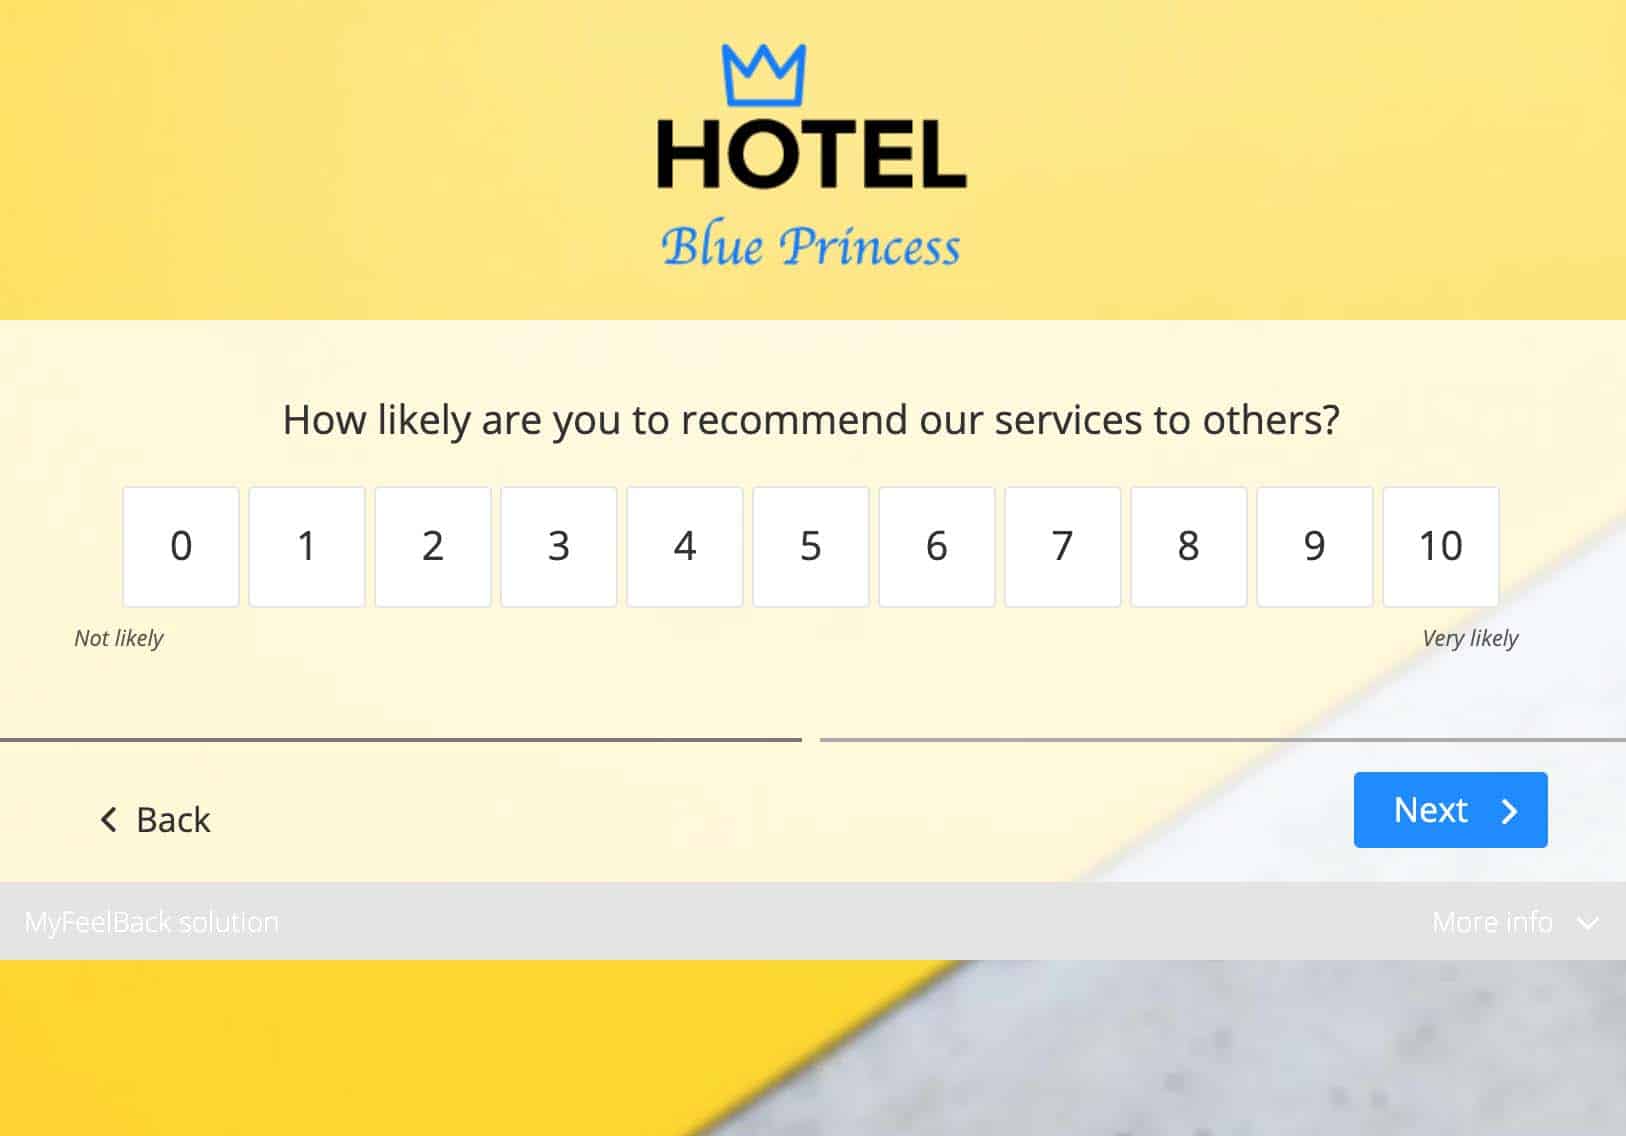 HOTEL
Blue Princess
How likely are you to recommend our services to others?
0 1 2 3 4 5 6 7 8 9 10
Not likely Very likely
Back Next
MyFeelBack solution More info